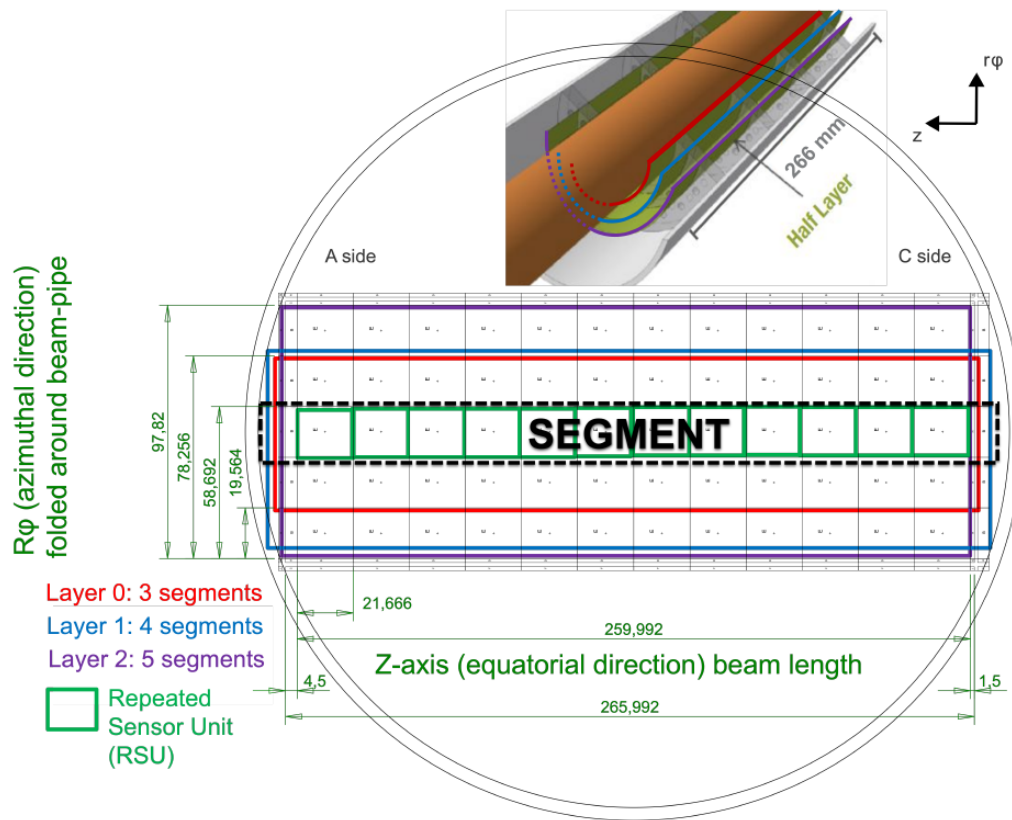 rφ
z
266 mm
Half Layer
A side
C side
Rφ (azimuthal direction)
folded around beam-pipe
97,82
78,256
58,692
19,564
SEGMENT
Layer 0: 3 segments
Layer 1: 4 segments
Layer 2: 5 segments
Repeated
Sensor Unit
(RSU)
21,666
259,992
Z-axis (equatorial direction) beam length
4,5
1,5
265,992